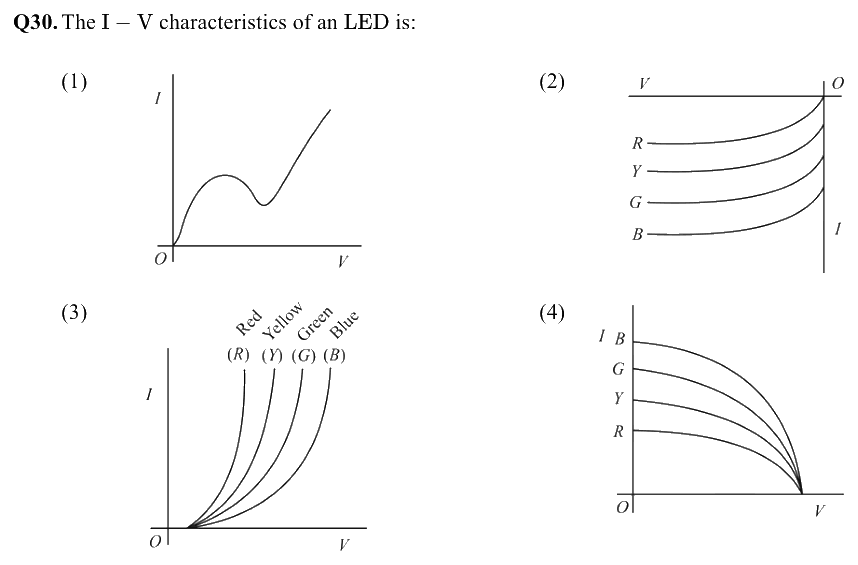 Q30. The I – V characteristics of an LED is:
(1)
I
O
V
(2)
V
O
R
Y
G
B
I
(3)
Red
Yellow
Green
Blue
(R) (Y) (G) (B)
I
O
V
(4)
I B
G
Y
R
O
V